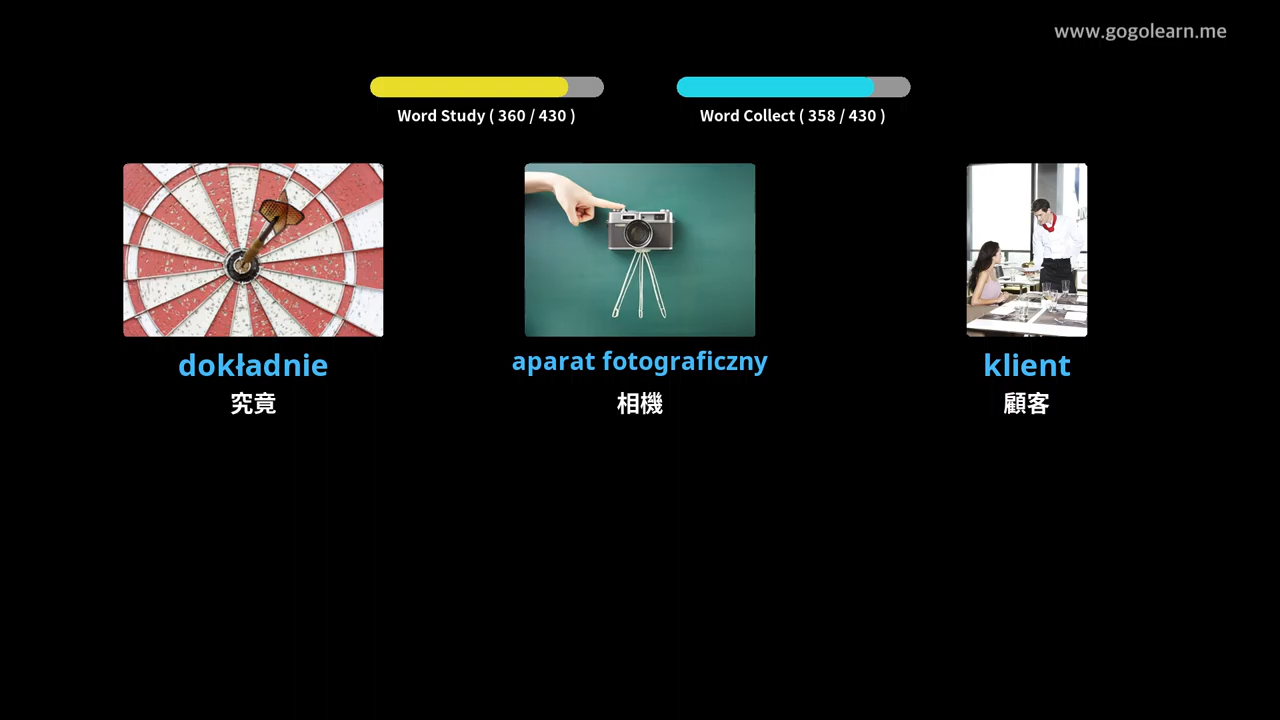 www.gogolearn.me
Word Study ( 360 / 430 )
Word Collect ( 358 / 430 )
dokładnie
究竟
aparat fotograficzny
相機
klient
顧客